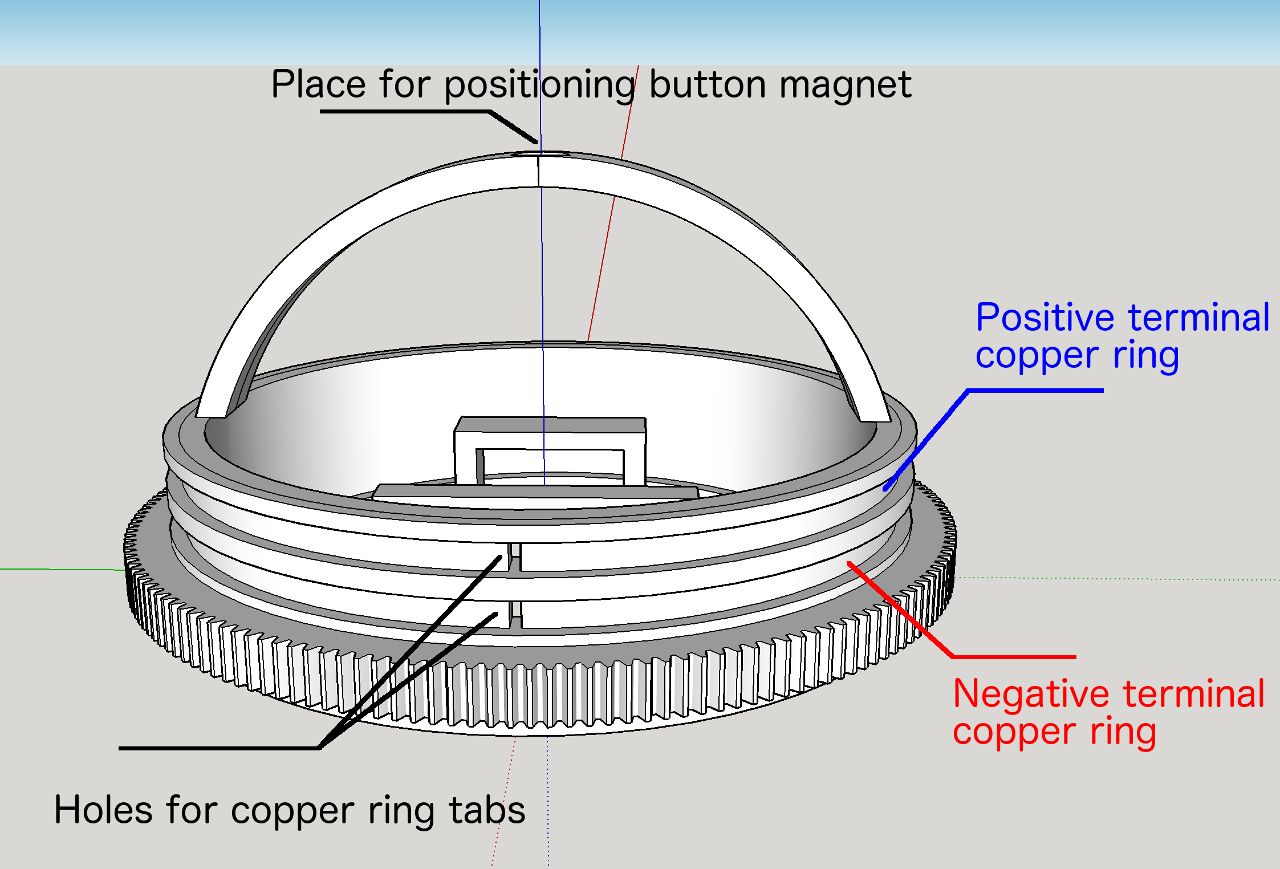 Place for positioning button magnet
Positive terminal
copper ring
Negative terminal
copper ring
Holes for copper ring tabs